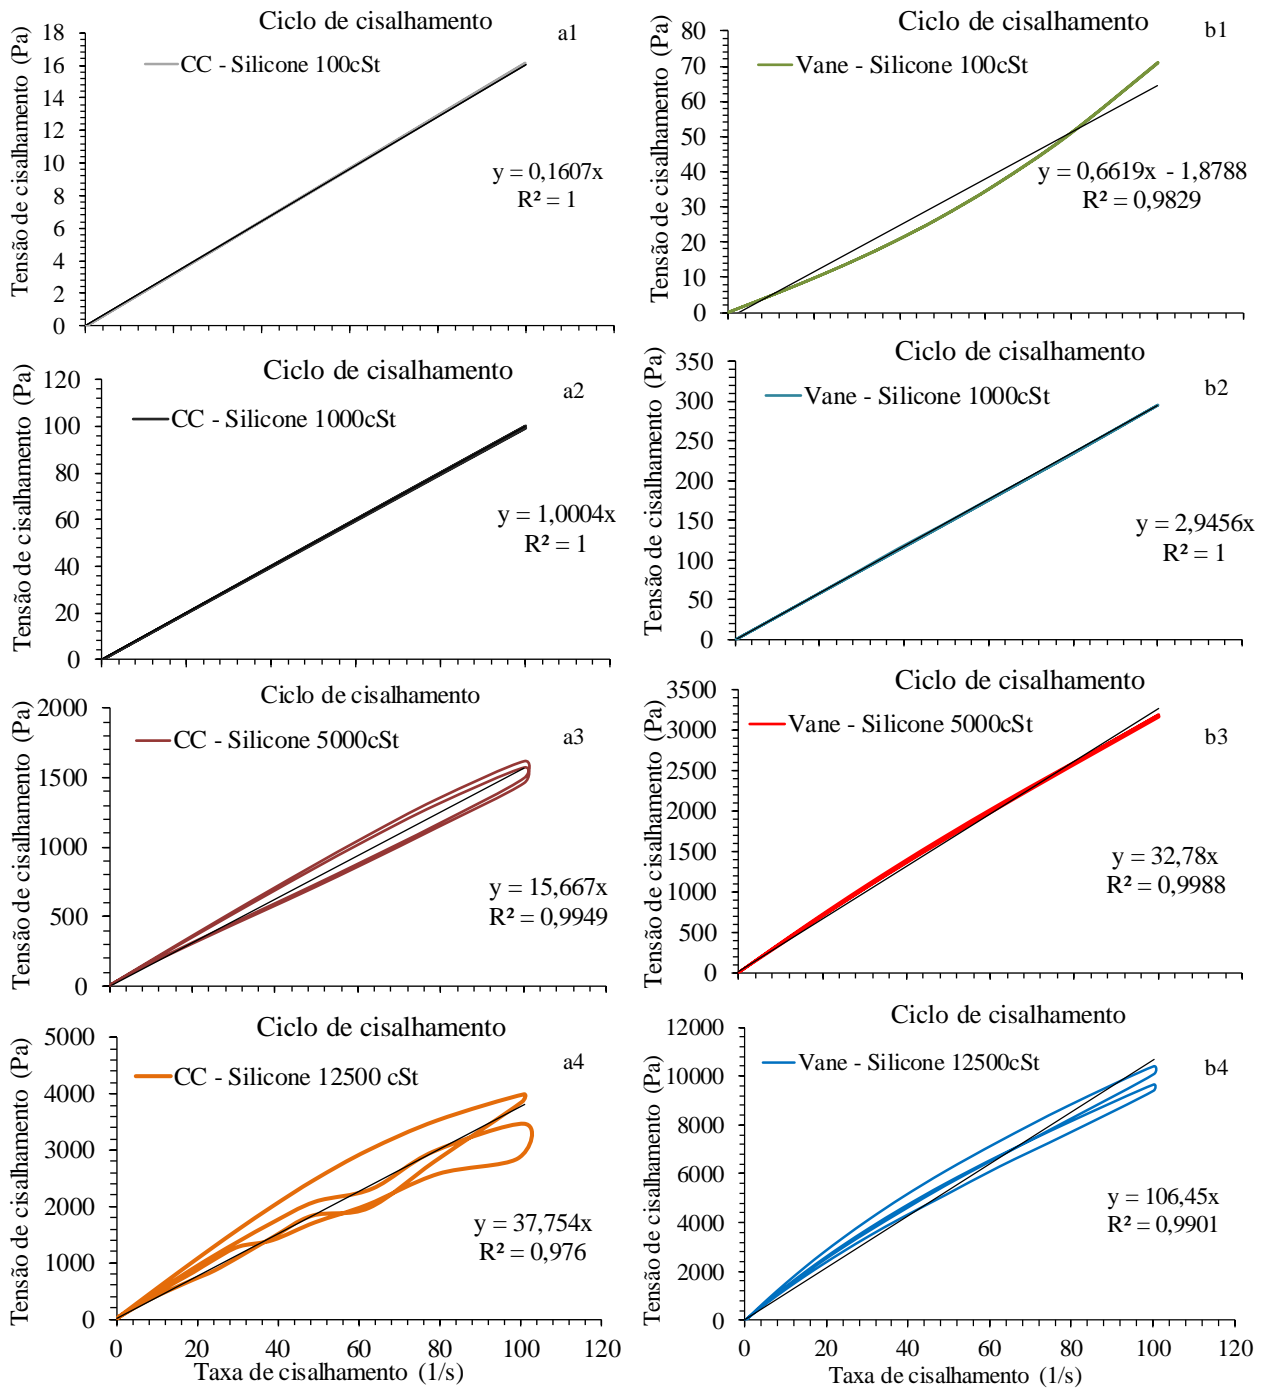 Ciclo de cisalhamento
a1
CC - Silicone 100cSt
Tensão de cisalhamento (Pa)
18
16
14
12
10
8
6
4
2
0
y = 0,1607x
R² = 1
b1
Vane - Silicone 100cSt
Tensão de cisalhamento (Pa)
80
70
60
50
40
30
20
10
0
y = 0,6619x - 1,8788
R² = 0,9829
Ciclo de cisalhamento
a2
CC - Silicone 1000cSt
Tensão de cisalhamento (Pa)
120
100
80
60
40
20
0
y = 1,0004x
R² = 1
Ciclo de cisalhamento
b2
Vane - Silicone 1000cSt
Tensão de cisalhamento (Pa)
350
300
250
200
150
100
50
0
y = 2,9456x
R² = 1
Ciclo de cisalhamento
a3
CC - Silicone 5000cSt
Tensão de cisalhamento (Pa)
2000
1500
1000
500
0
y = 15,667x
R² = 0,9949
Ciclo de cisalhamento
b3
Vane - Silicone 5000cSt
Tensão de cisalhamento (Pa)
3500
3000
2500
2000
1500
1000
500
0
y = 32,78x
R² = 0,9988
Ciclo de cisalhamento
a4
CC - Silicone 12500 cSt
Tensão de cisalhamento (Pa)
5000
4000
3000
2000
1000
0
y = 37,754x
R² = 0,976
0 20 40 60 80 100 120
Taxa de cisalhamento (1/s)
Ciclo de cisalhamento
b4
Vane - Silicone 12500cSt
Tensão de cisalhamento (Pa)
12000
10000
8000
6000
4000
2000
0
y = 106,45x
R² = 0,9901
0 20 40 60 80 100 120
Taxa de cisalhamento (1/s)